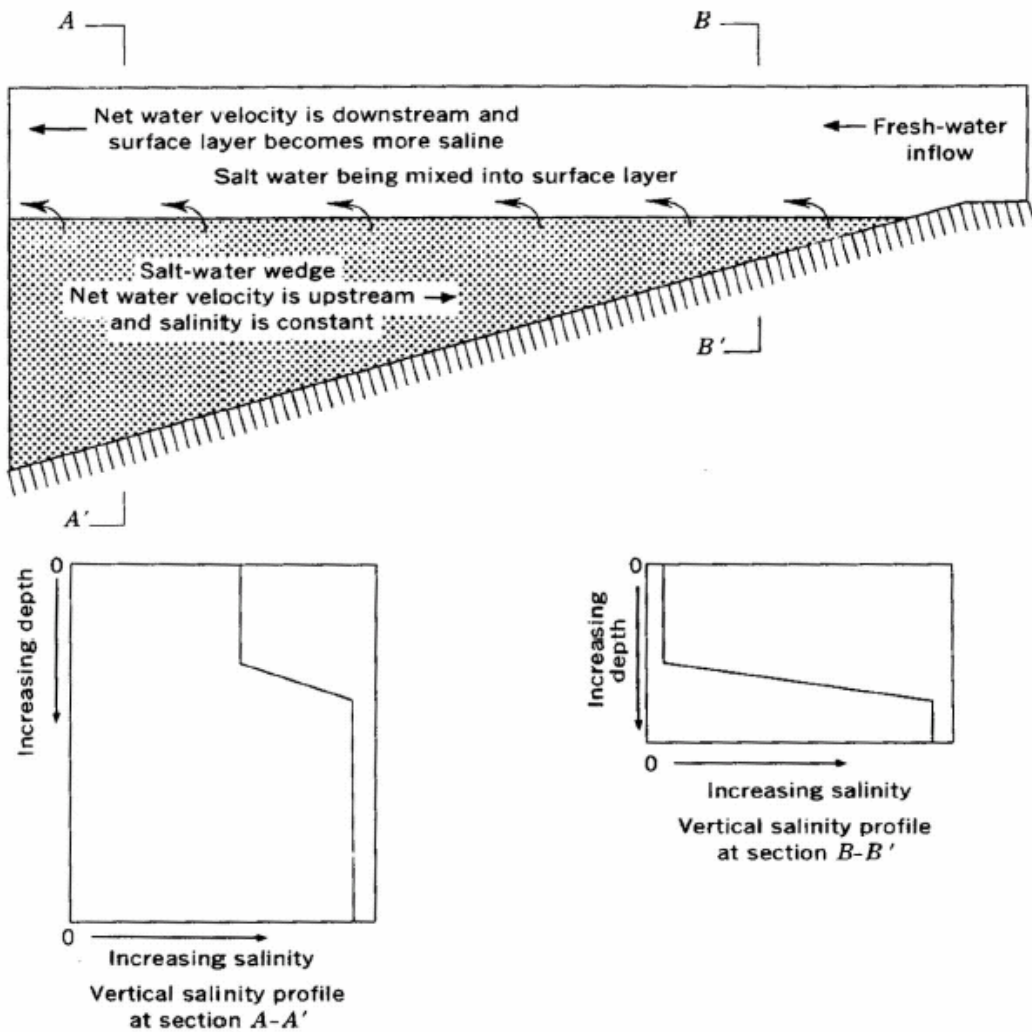 A
B
Net water velocity is downstream and
surface layer becomes more saline
Fresh-water
inflow
Salt water being mixed into surface layer
Salt-water wedge
Net water velocity is upstream
and salinity is constant
B'
A'
0
Increasing depth
0
Increasing salinity
Vertical salinity profile
at section A-A'
0
Increasing
depth
0
Increasing salinity
Vertical salinity profile
at section B-B'